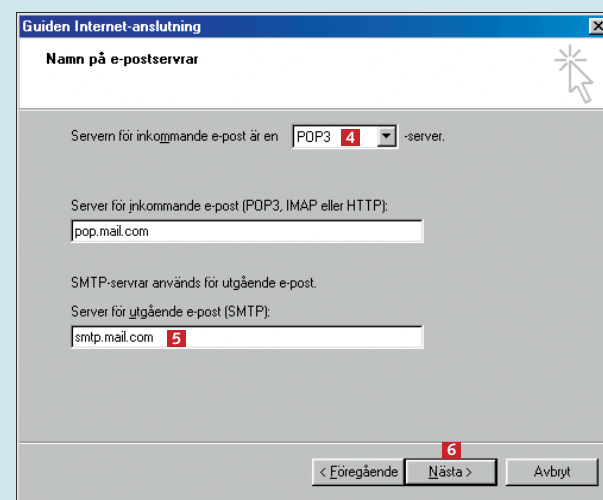 Guiden Internet-anslutning
Namn på e-postservrar
Servern för inkommande e-post är en POP3 4 -server.
Server för inkommande e-post (POP3, IMAP eller HTTP):
pop.mail.com
SMTP-servrar används för utgående e-post.
Server för utgående e-post (SMTP):
smtp.mail.com 5
6
< Föregående Nästa > Avbryt